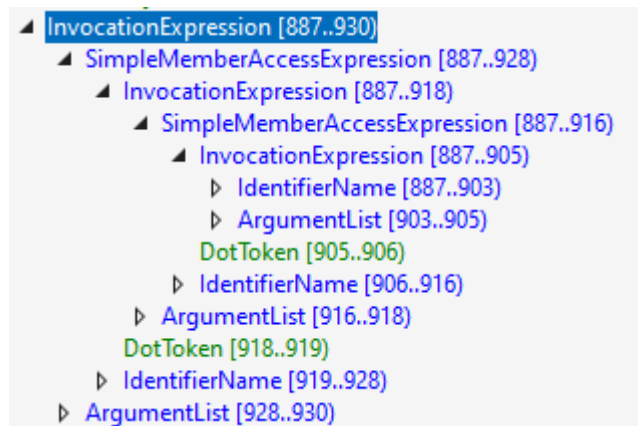 InvocationExpression [887..930)
SimpleMemberAccessExpression [887..928)
InvocationExpression [887..918)
SimpleMemberAccessExpression [887..916)
InvocationExpression [887..905)
IdentifierName [887..903)
ArgumentList [903..905)
DotToken [905..906)
IdentifierName [906..916)
ArgumentList [916..918)
DotToken [918..919)
IdentifierName [919..928)
ArgumentList [928..930)